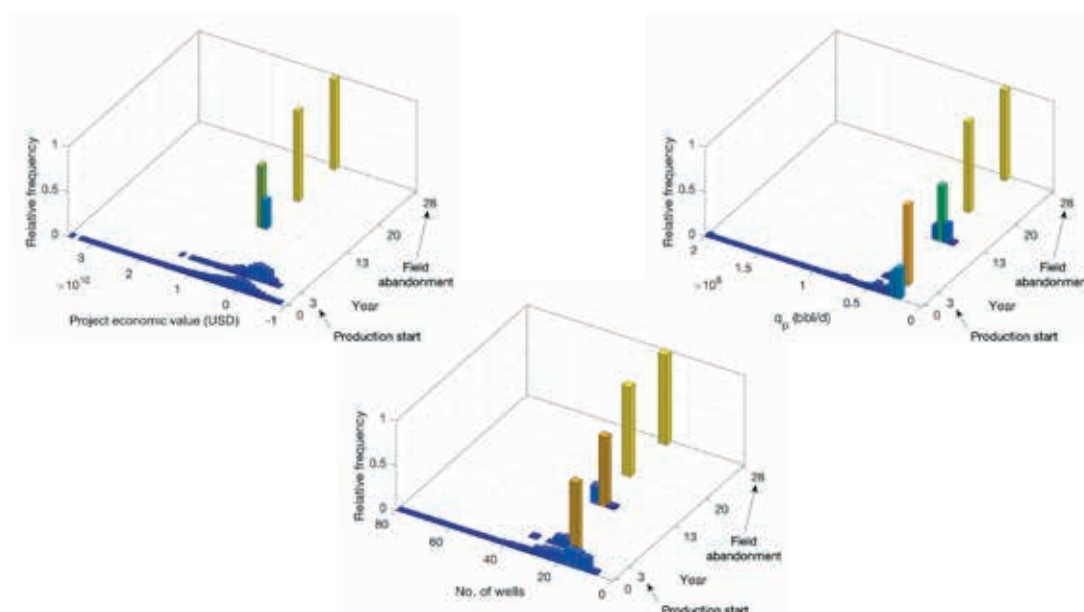 Relative frequency
1
0.5
0
3
2
1
0
-1
×10^10
Project economic value (USD)
0
3
13
20
28
Year
Production start
Field
abandonment
Relative frequency
1
0.5
0
2
1.5
1
0.5
0
q_p (bbl/d)
0
3
13
20
28
Year
Production start
Field
abandonment
Relative frequency
1
0.5
0
80
60
40
20
0
No. of wells
0
3
13
20
28
Year
Production start
Field
abandonment